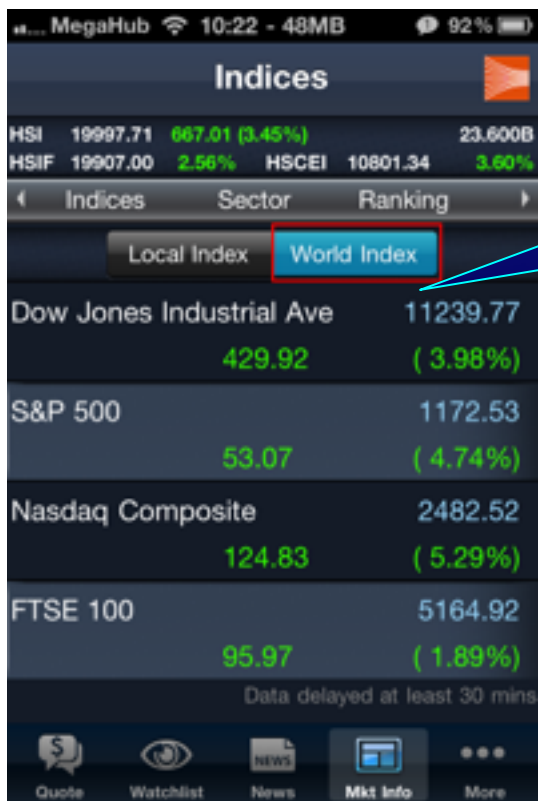 MegaHub 10:22 - 48MB 92%
Indices
HSI 19997.71 667.01 (3.45%) 23.600B
HSIF 19907.00 2.56% HSCEI 10801.34 3.60%
Indices Sector Ranking
Local Index World Index
Dow Jones Industrial Ave 11239.77
429.92 ( 3.98%)
S&P 500 1172.53
53.07 ( 4.74%)
Nasdaq Composite 2482.52
124.83 ( 5.29%)
FTSE 100 5164.92
95.97 ( 1.89%)
Data delayed at least 30 mins
$ NEWS
Quote Watchlist News Mkt Info More